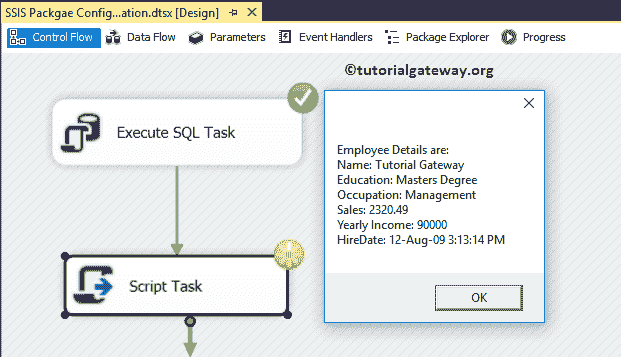 SSIS Packgae Config...ation.dtsx [Design]
Control Flow Data Flow Parameters Event Handlers Package Explorer Progress
©tutorialgateway.org
Execute SQL Task
Employee Details are:
Name: Tutorial Gateway
Education: Masters Degree
Occupation: Management
Sales: 2320.49
Yearly Income: 90000
HireDate: 12-Aug-09 3:13:14 PM
Script Task
OK